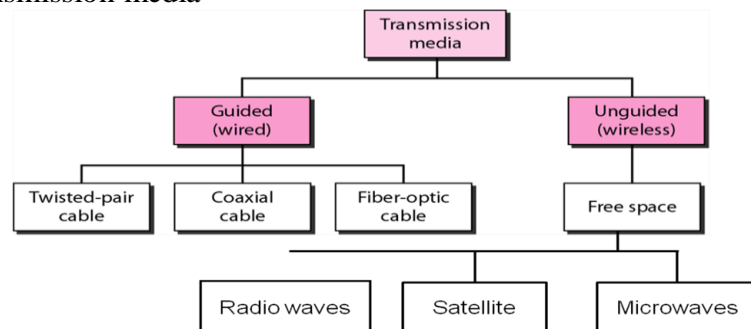 Transmission
media
Guided
(wired)
Unguided
(wireless)
Twisted-pair
cable
Coaxial
cable
Fiber-optic
cable
Free space
Radio waves
Satellite
Microwaves